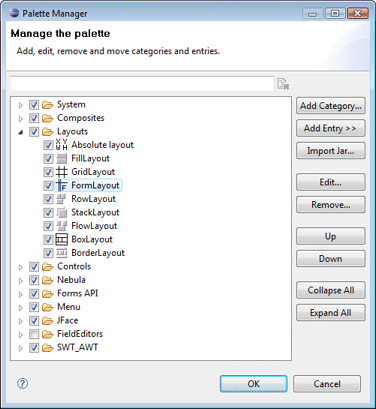 Palette Manager
Manage the palette
Add, edit, remove and move categories and entries.
System
Composites
Layouts
Absolute layout
FillLayout
GridLayout
FormLayout
RowLayout
StackLayout
FlowLayout
BoxLayout
BorderLayout
Controls
Nebula
Forms API
Menu
JFace
FieldEditors
SWT_AWT
Add Category...
Add Entry >>
Import Jar...
Edit...
Remove...
Up
Down
Collapse All
Expand All
?
OK
Cancel